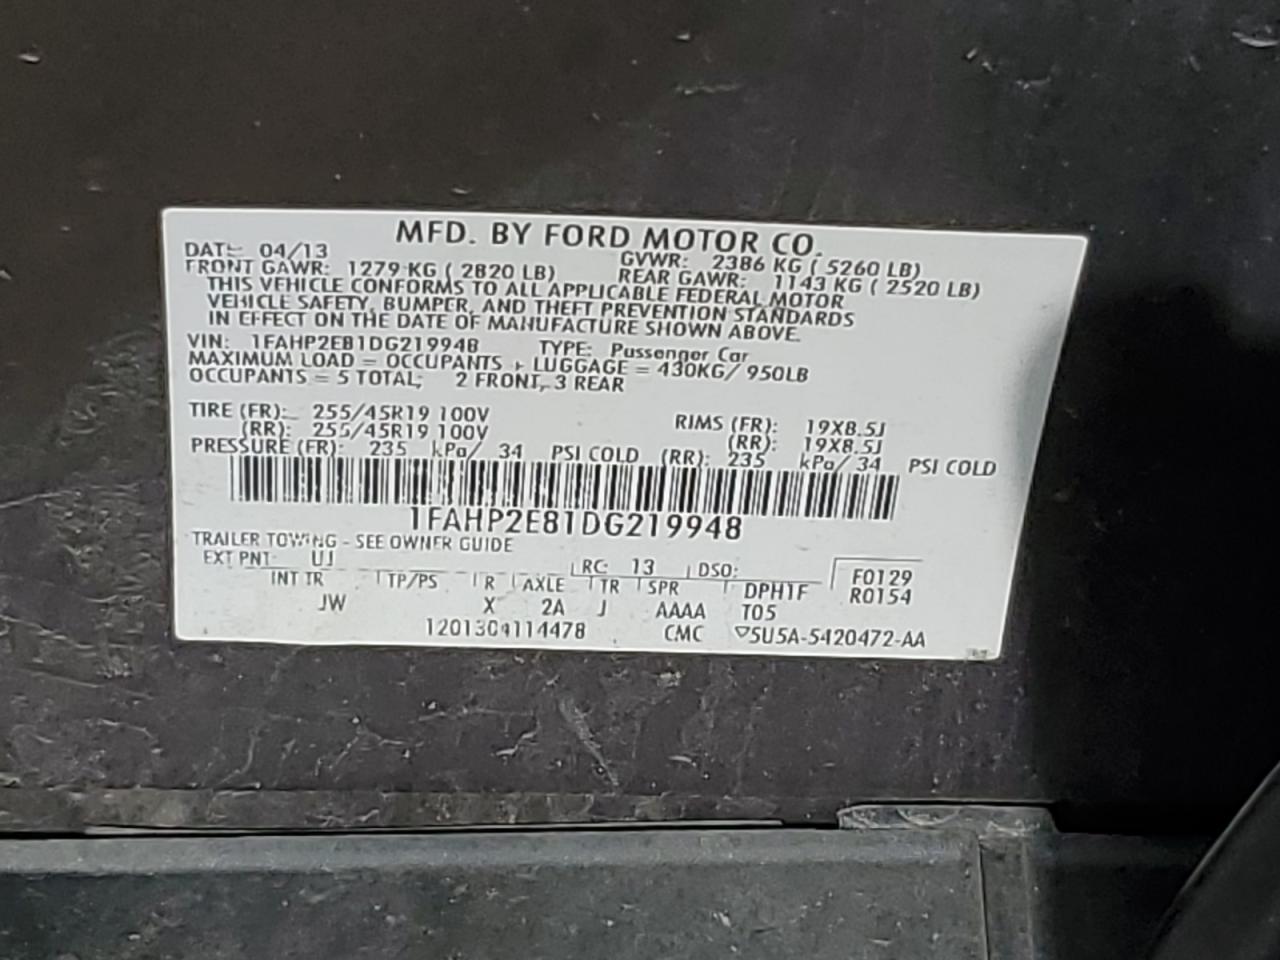 MFD. BY FORD MOTOR CO.
DATE: 04/13 GVWR: 2386 KG ( 5260 LB)
FRONT GAWR: 1279 KG ( 2820 LB) REAR GAWR: 1143 KG ( 2520 LB)
THIS VEHICLE CONFORMS TO ALL APPLICABLE FEDERAL MOTOR
VEHICLE SAFETY, BUMPER, AND THEFT PREVENTION STANDARDS
IN EFFECT ON THE DATE OF MANUFACTURE SHOWN ABOVE.
VIN: 1FAHP2E81DG219948 TYPE: Passenger Car
MAXIMUM LOAD = OCCUPANTS + LUGGAGE = 430KG/ 950LB
OCCUPANTS = 5 TOTAL; 2 FRONT, 3 REAR
TIRE (FR): 255/45R19 100V RIMS (FR): 19X8.5J
(RR): 255/45R19 100V (RR): 19X8.5J
PRESSURE (FR): 235 kPa/ 34 PSI COLD (RR): 235 kPa/ 34 PSI COLD
1FAHP2E81DG219948
TRAILER TOWING - SEE OWNER GUIDE
EXT PNT: UJ RC: 13 DSO: F0129
INT TR TP/PS R AXLE TR SPR DPH1F R0154
JW X 2A J AAAA T05
1201304114478 CMC ▽5U5A-5420472-AA